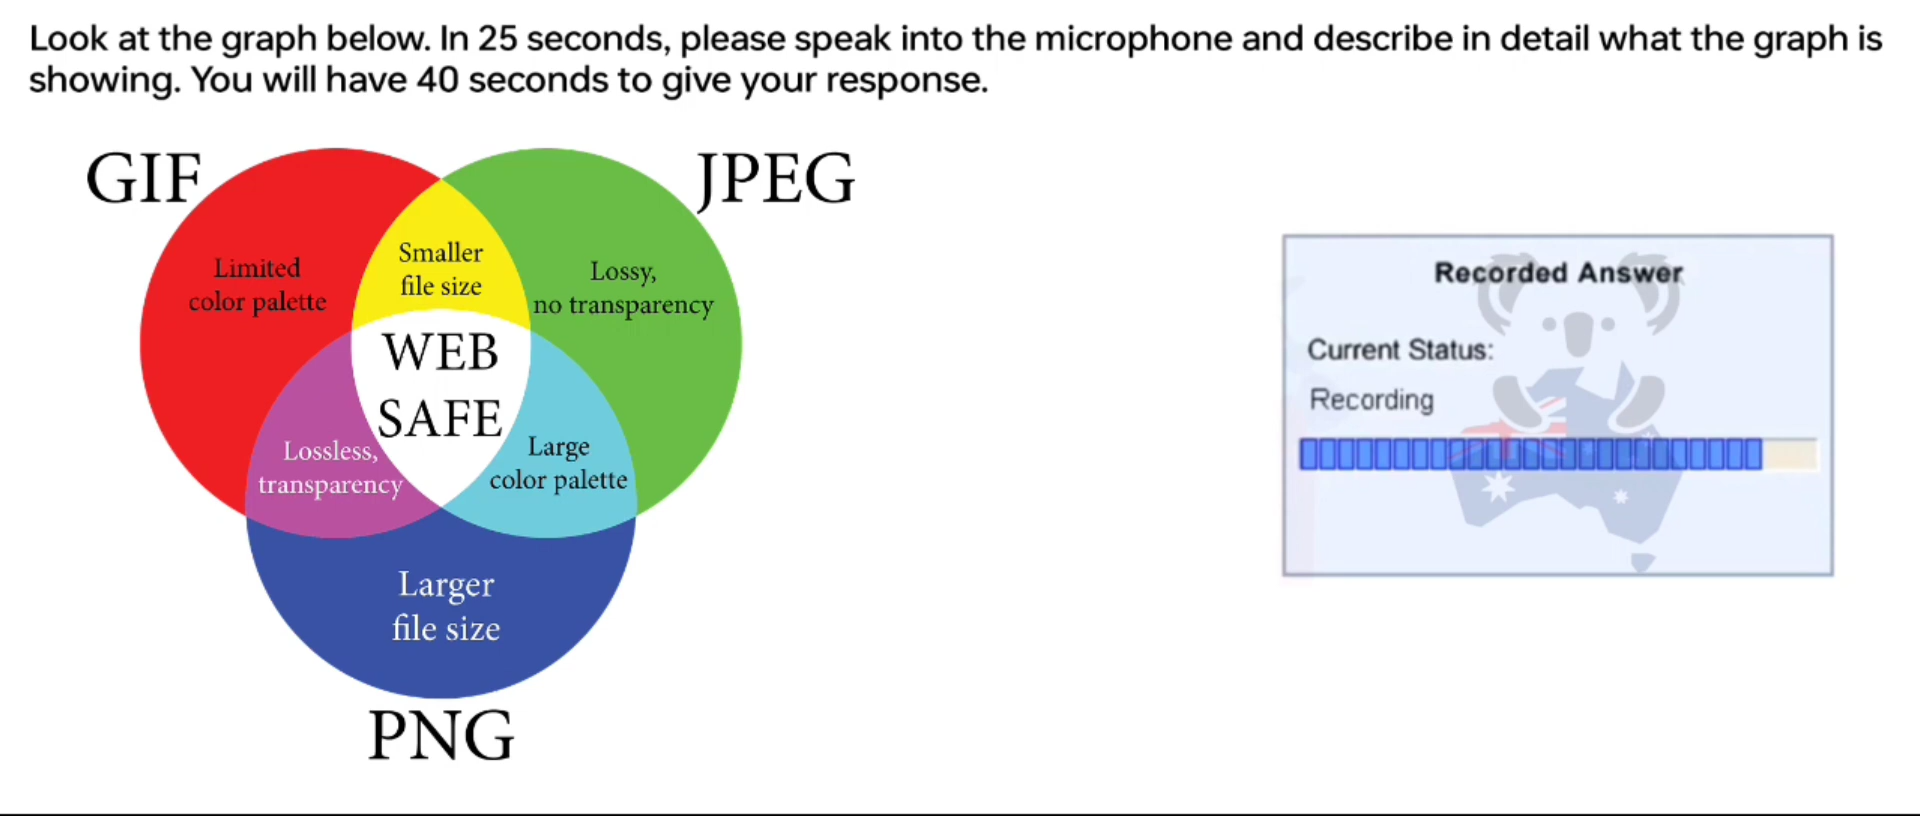 Look at the graph below. In 25 seconds, please speak into the microphone and describe in detail what the graph is
showing. You will have 40 seconds to give your response.
GIF
JPEG
Limited
color palette
Smaller
file size
Lossy,
no transparency
WEB
SAFE
Lossless,
transparency
Large
color palette
Larger
file size
PNG
Recorded Answer
Current Status:
Recording